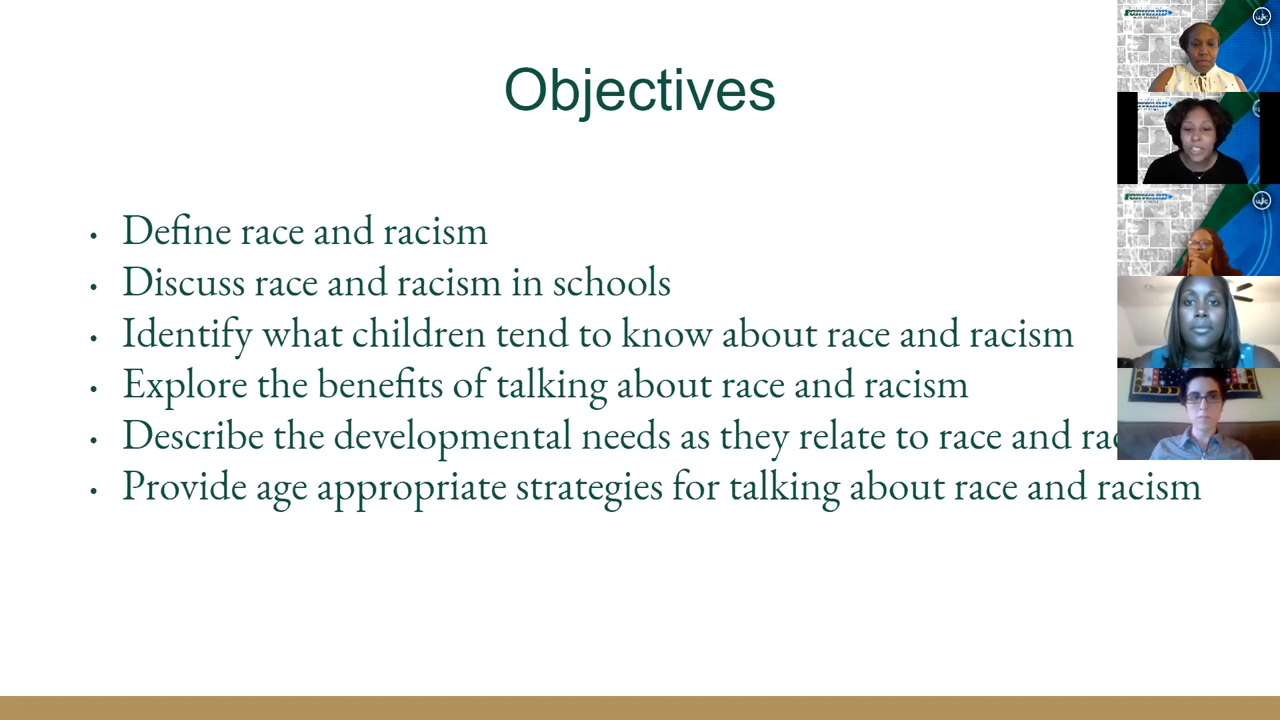 Objectives
• Define race and racism
• Discuss race and racism in schools
• Identify what children tend to know about race and racism
• Explore the benefits of talking about race and racism
• Describe the developmental needs as they relate to race and
• Provide age appropriate strategies for talking about race and racism
FORWARD
FORWARD